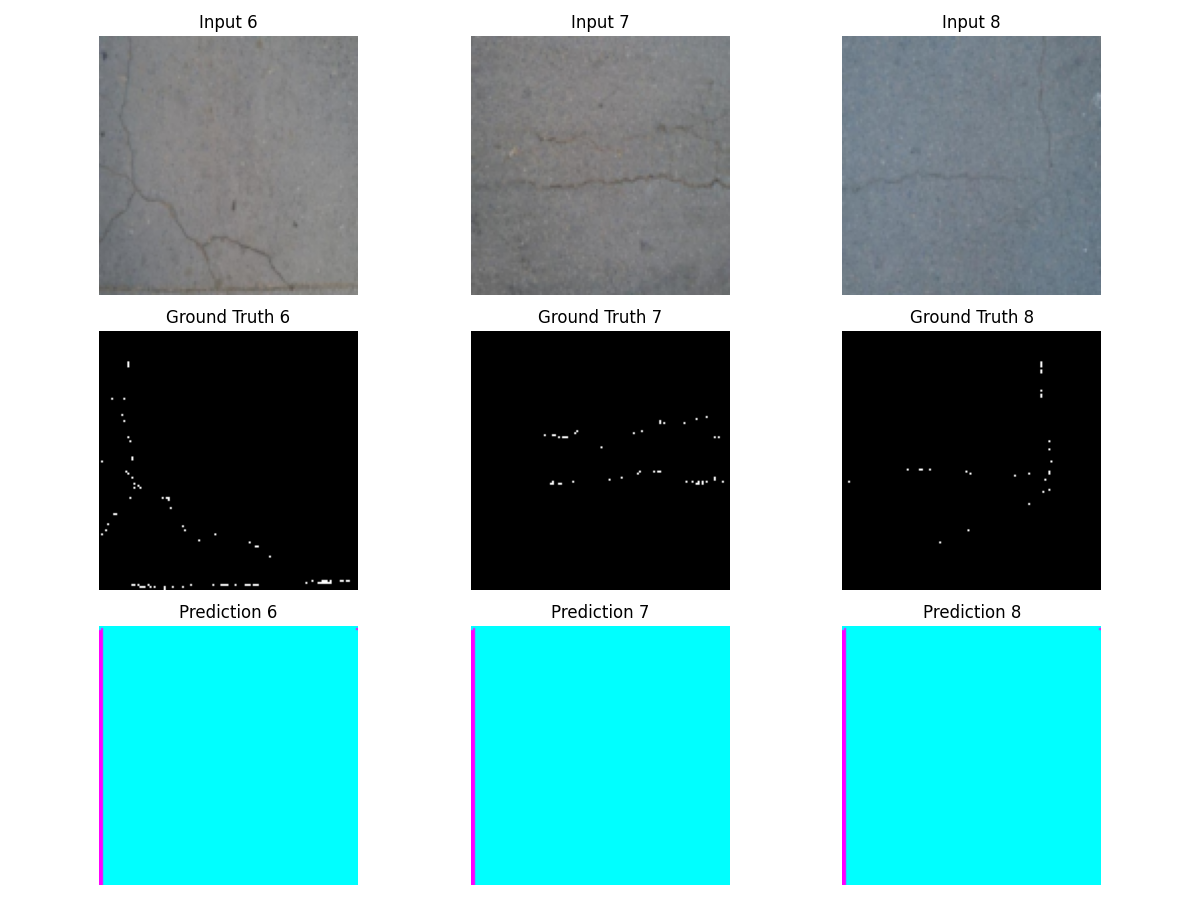 Input 6
Input 7
Input 8
Ground Truth 6
Ground Truth 7
Ground Truth 8
Prediction 6
Prediction 7
Prediction 8